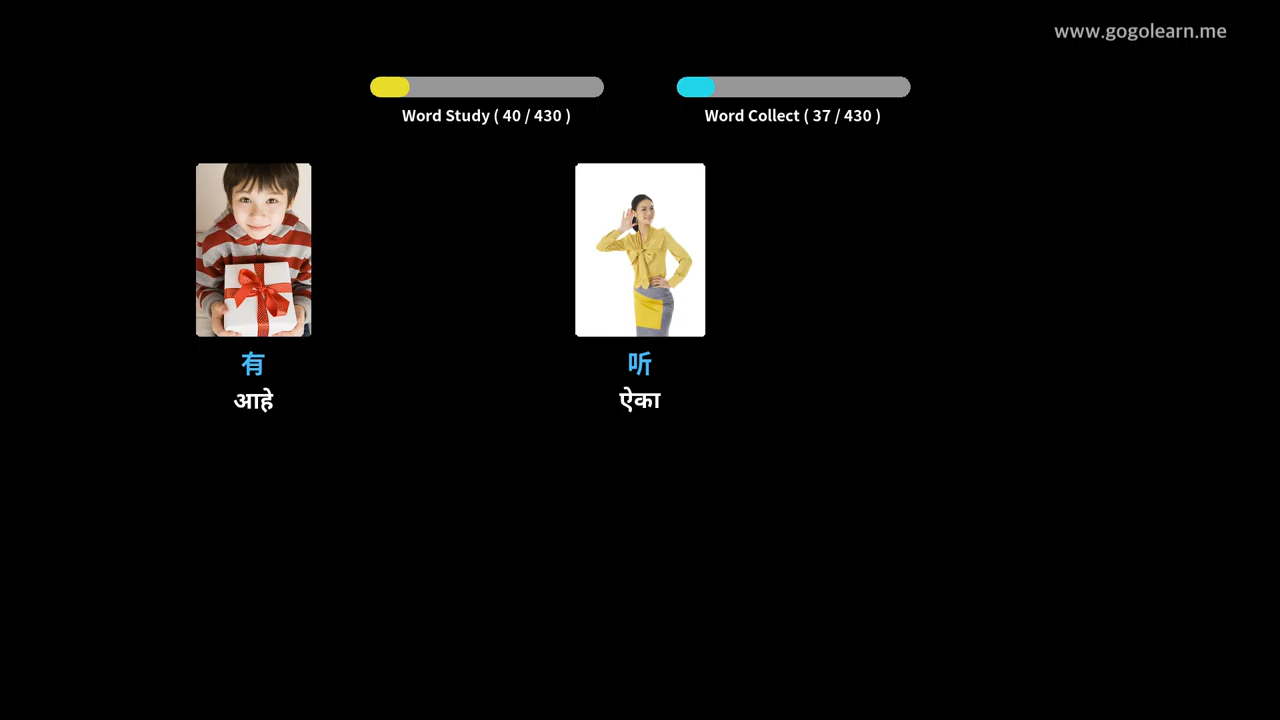 www.gogolearn.me
Word Study ( 40 / 430 )
Word Collect ( 37 / 430 )
有
आहे
听
ऐका